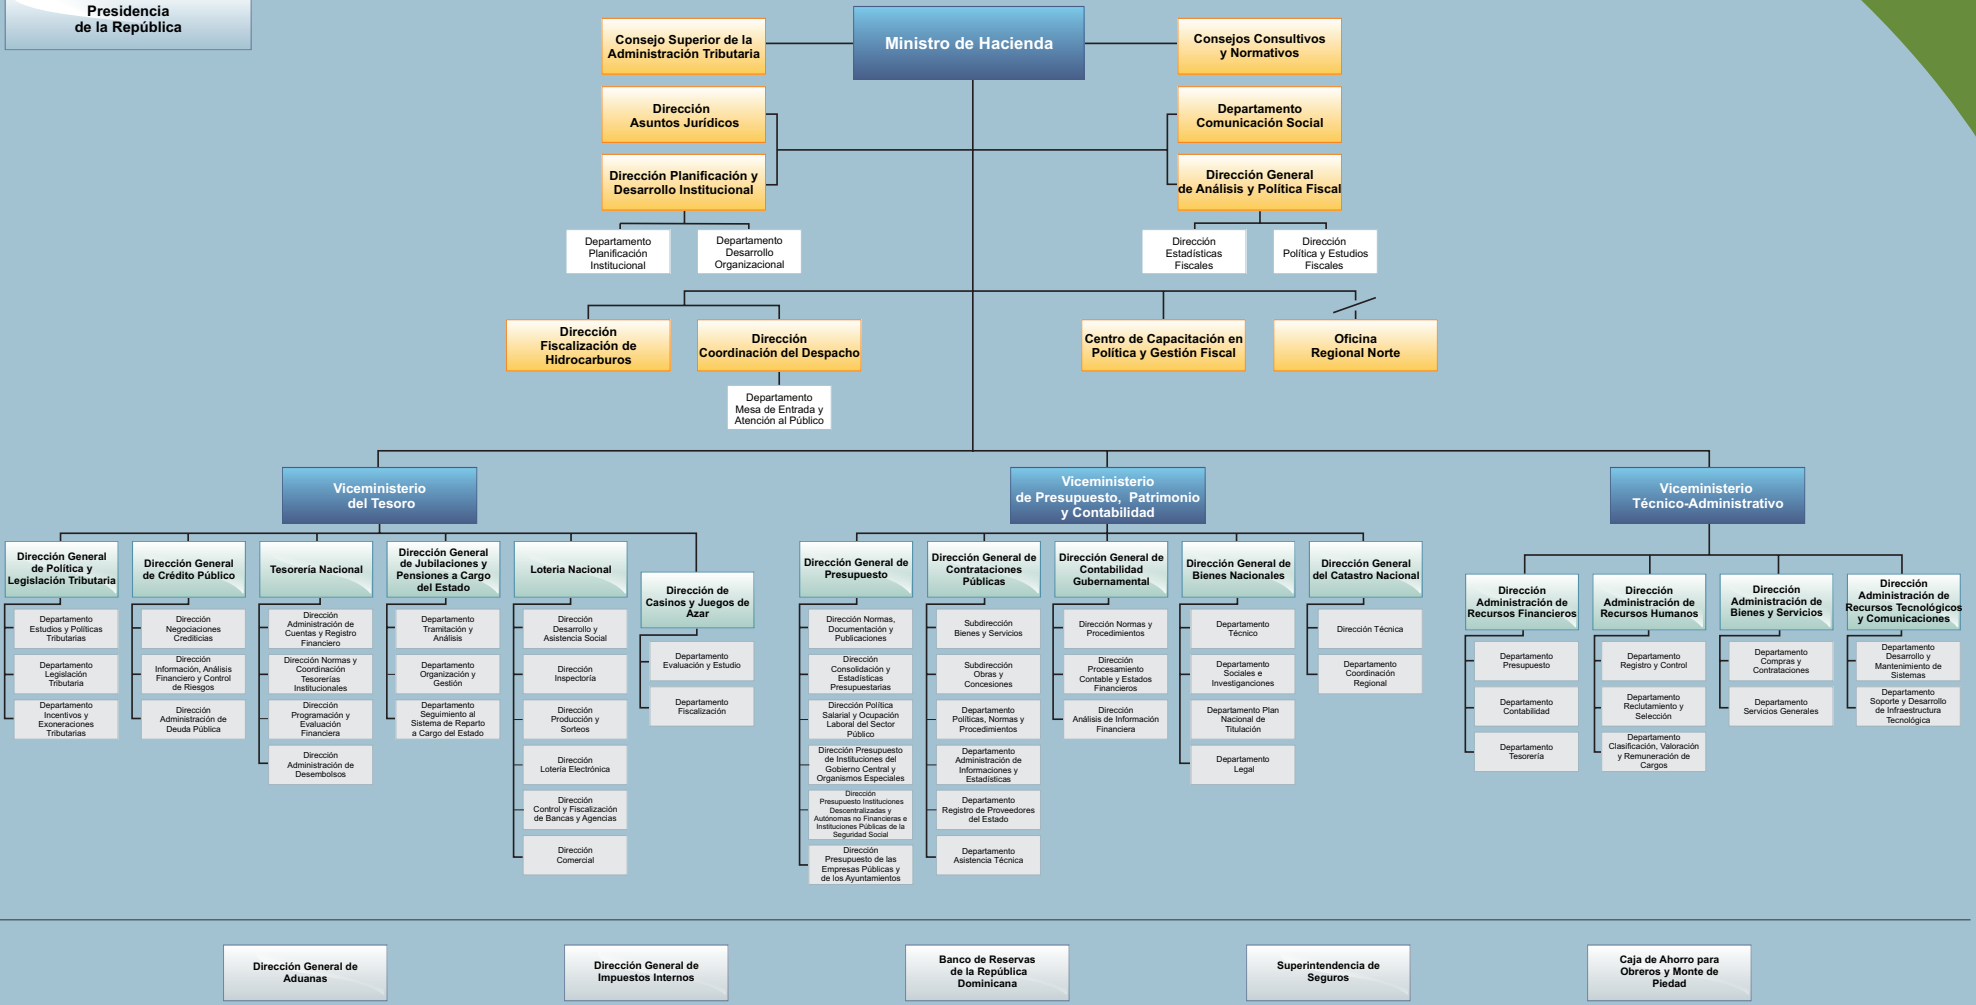 Presidencia
de la República
Consejo Superior de la
Administración Tributaria
Ministro de Hacienda
Consejos Consultivos
y Normativos
Dirección
Asuntos Jurídicos
Departamento
Comunicación Social
Dirección Planificación y
Desarrollo Institucional
Dirección General
de Análisis y Política Fiscal
Departamento
Planificación
Institucional
Departamento
Desarrollo
Organizacional
Dirección
Estadísticas
Fiscales
Dirección
Política y Estudios
Fiscales
Dirección
Fiscalización de
Hidrocarburos
Dirección
Coordinación del Despacho
Centro de Capacitación en
Política y Gestión Fiscal
Oficina
Regional Norte
Departamento
Mesa de Entrada y
Atención al Público
Viceministerio
del Tesoro
Viceministerio
de Presupuesto, Patrimonio
y Contabilidad
Viceministerio
Técnico-Administrativo
Dirección General
de Política y
Legislación Tributaria
Departamento
Estudios y Políticas
Tributarias
Departamento
Legislación
Tributaria
Departamento
Incentivos y
Exoneraciones
Tributarias
Dirección General
de Crédito Público
Dirección
Negociaciones
Crediticias
Dirección
Información, Análisis
Financiero y Control
de Riesgos
Dirección
Administración de
Deuda Pública
Tesorería Nacional
Dirección
Administración de
Cuentas y Registro
Financiero
Dirección Normas y
Coordinación
Tesorerías
Institucionales
Dirección
Programación y
Evaluación
Financiera
Dirección
Administración de
Desembolsos
Dirección General
de Jubilaciones y
Pensiones a Cargo
del Estado
Departamento
Tramitación y
Análisis
Departamento
Organización y
Gestión
Departamento
Seguimiento al
Sistema de Reparto
a Cargo del Estado
Loteria Nacional
Dirección
Desarrollo y
Asistencia Social
Dirección
Inspectoría
Dirección
Producción y
Sorteos
Dirección
Lotería Electrónica
Dirección
Control y Fiscalización
de Bancas y Agencias
Dirección
Comercial
Dirección de
Casinos y Juegos de
Azar
Departamento
Evaluación y Estudio
Departamento
Fiscalización
Dirección General de
Presupuesto
Dirección Normas,
Documentación y
Publicaciones
Dirección
Consolidación y
Estadísticas
Presupuestarias
Dirección Política
Salarial y Ocupación
Laboral del Sector
Público
Dirección Presupuesto
de Instituciones del
Gobierno Central y
Organismos Especiales
Dirección
Presupuesto Instituciones
Descentralizadas y
Autónomas no Financieras e
Instituciones Públicas de la
Seguridad Social
Dirección
Presupuesto de las
Empresas Públicas y
de los Ayuntamientos
Dirección General de
Contrataciones
Públicas
Subdirección
Bienes y Servicios
Subdirección
Obras y
Concesiones
Departamento
Políticas, Normas y
Procedimientos
Departamento
Administración de
Informaciones y
Estadísticas
Departamento
Registro de Proveedores
del Estado
Departamento
Asistencia Técnica
Dirección General de
Contabilidad
Gubernamental
Dirección Normas y
Procedimientos
Dirección
Procesamiento
Contable y Estados
Financieros
Dirección
Análisis de Información
Financiera
Dirección General de
Bienes Nacionales
Departamento
Técnico
Departamento
Sociales e
Investiganciones
Departamento Plan
Nacional de
Titulación
Departamento
Legal
Dirección General
del Catastro Nacional
Dirección Técnica
Departamento
Coordinación
Regional
Dirección
Administración de
Recursos Financieros
Departamento
Presupuesto
Departamento
Contabilidad
Departamento
Tesorería
Dirección
Administración de
Recursos Humanos
Departamento
Registro y Control
Departamento
Reclutamiento y
Selección
Departamento
Clasificación, Valoración
y Remuneración de
Cargos
Dirección
Administración de
Bienes y Servicios
Departamento
Compras y
Contrataciones
Departamento
Servicios Generales
Dirección
Administración de
Recursos Tecnológicos
y Comunicaciones
Departamento
Desarrollo y
Mantenimiento de
Sistemas
Departamento
Soporte y Desarrollo
de Infraestructura
Tecnológica
Dirección General de
Aduanas
Dirección General de
Impuestos Internos
Banco de Reservas
de la República
Dominicana
Superintendencia de
Seguros
Caja de Ahorro para
Obreros y Monte de
Piedad